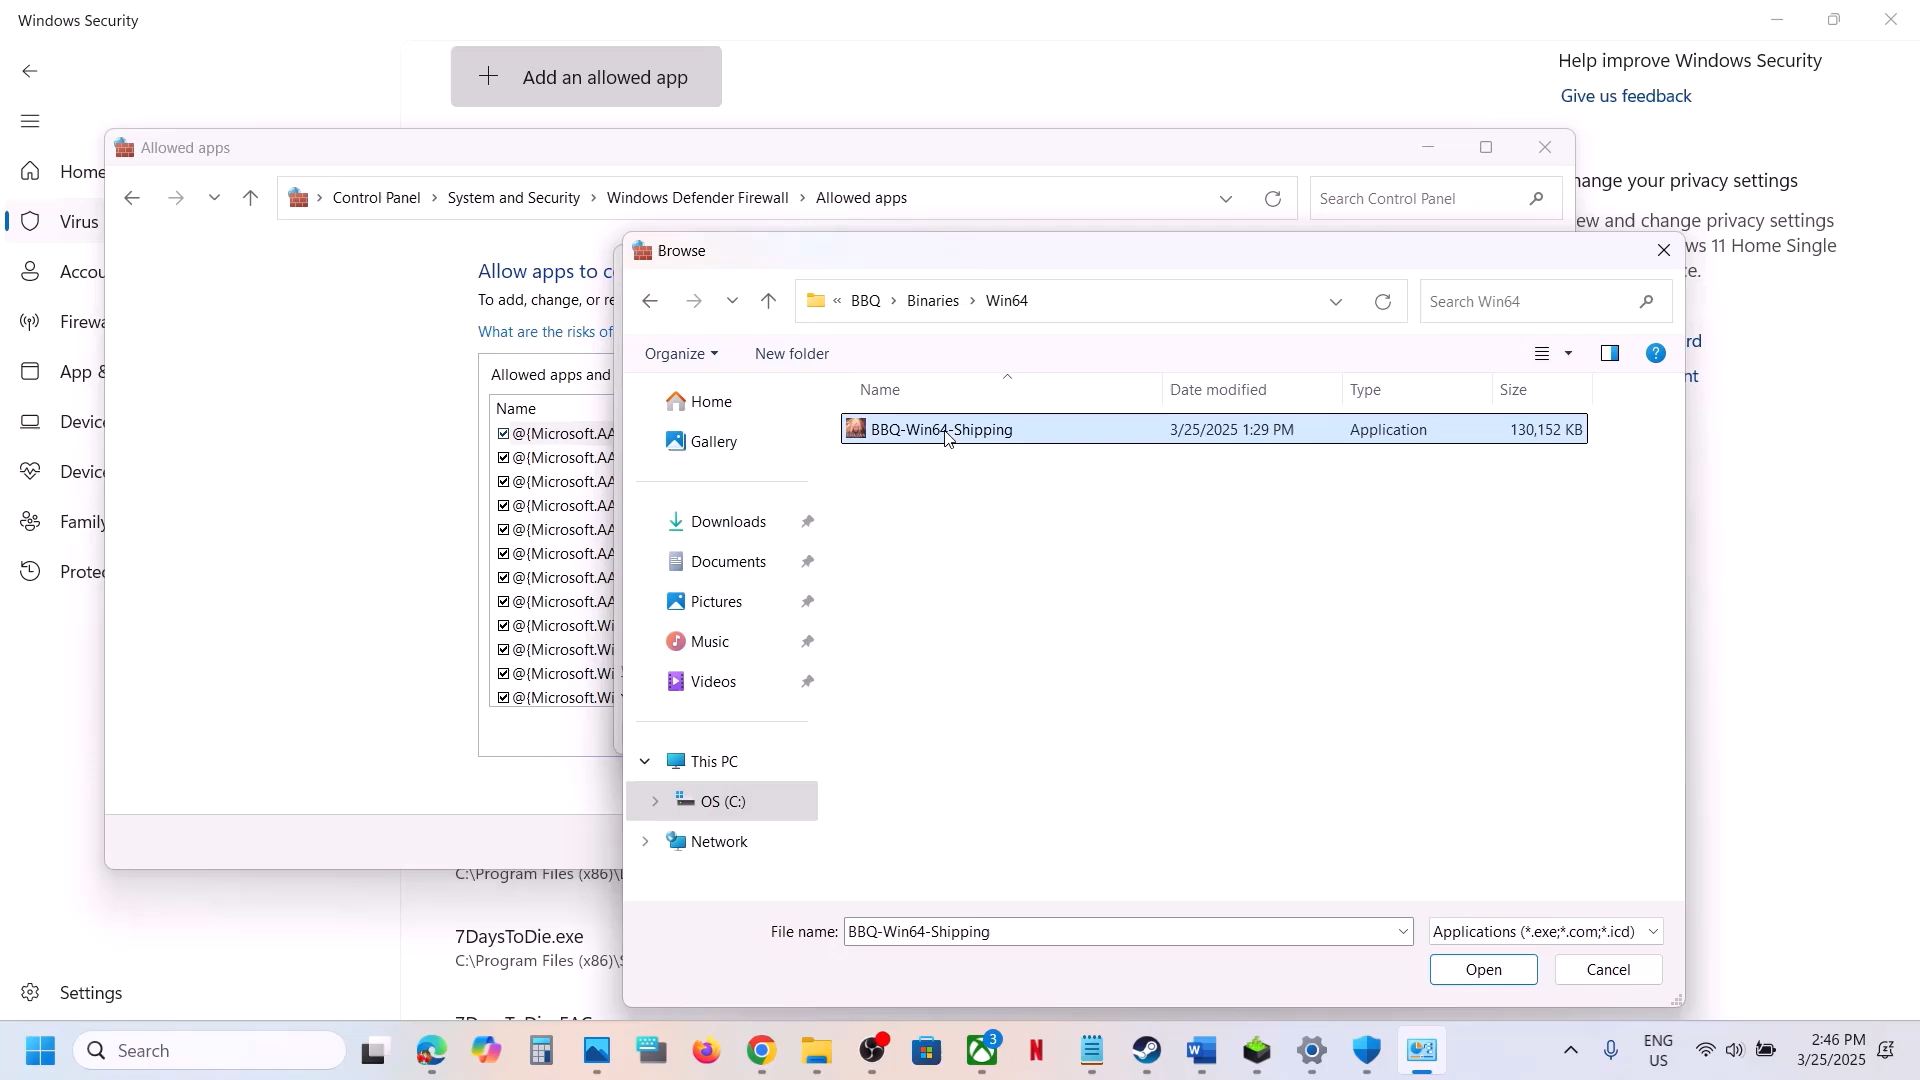 Windows Security
Add an allowed app
Help improve Windows Security
Give us feedback
Home
Virus
Accou
Firewa
App &
Device
Device
Family
Protec
Settings
Allowed apps
Control Panel > System and Security > Windows Defender Firewall > Allowed apps
Search Control Panel
hange your privacy settings
ew and change privacy settings
ws 11 Home Single
ce.
rd
nt
Allow apps to c
To add, change, or re
What are the risks of
Allowed apps and
Name
@{Microsoft.AA
@{Microsoft.AA
@{Microsoft.AA
@{Microsoft.AA
@{Microsoft.AA
@{Microsoft.AA
@{Microsoft.AA
@{Microsoft.AA
@{Microsoft.Wi
@{Microsoft.Wi
@{Microsoft.Wi
@{Microsoft.Wi
Browse
« BBQ > Binaries > Win64
Search Win64
Organize
New folder
Name Date modified Type Size
BBQ-Win64-Shipping 3/25/2025 1:29 PM Application 130,152 KB
Home
Gallery
Downloads
Documents
Pictures
Music
Videos
This PC
OS (C:)
Network
File name: BBQ-Win64-Shipping
Applications (*.exe;*.com;*.icd)
Open
Cancel
C:\Program Files (x86)\
7DaysToDie.exe
C:\Program Files (x86)\S
Search
3
ENG
US
2:46 PM
3/25/2025